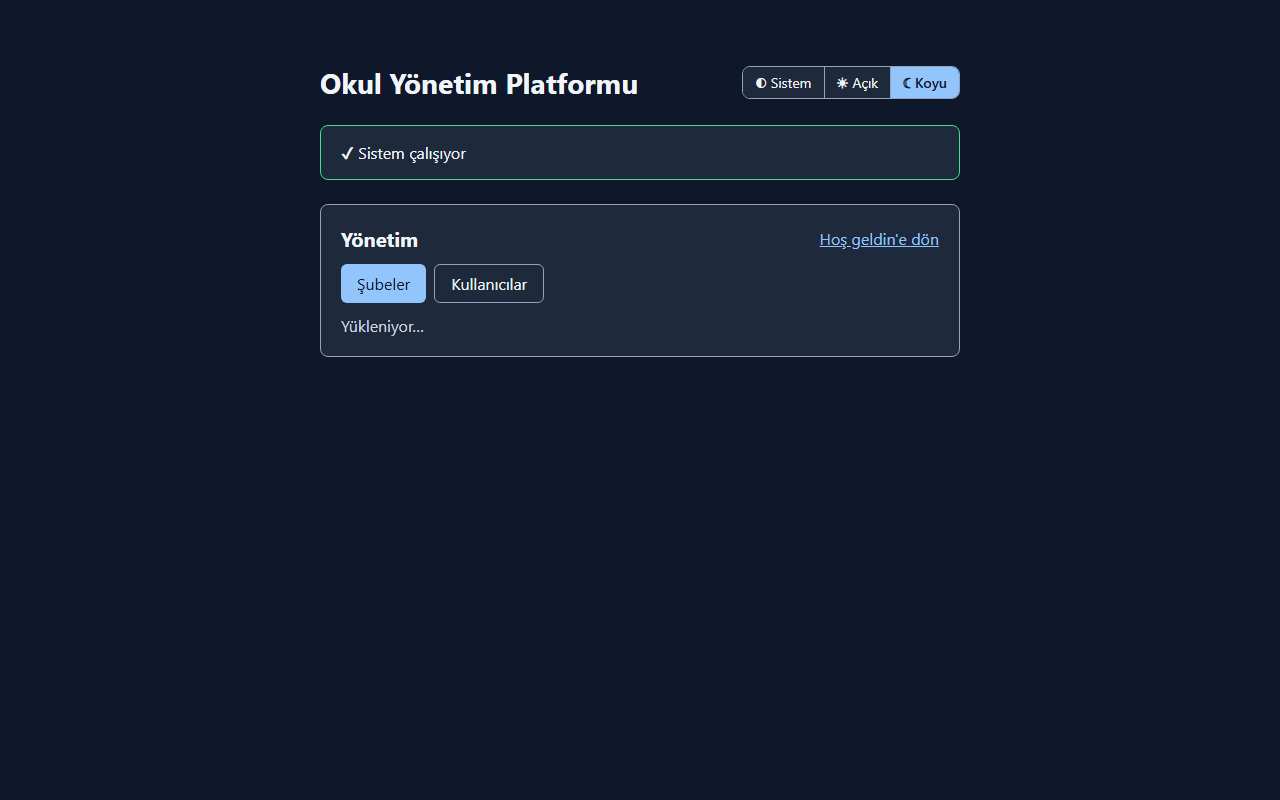 Okul Yönetim Platformu
◐ Sistem ☀ Açık ☾ Koyu
✓ Sistem çalışıyor
Yönetim
Hoş geldin'e dön
Şubeler Kullanıcılar
Yükleniyor...